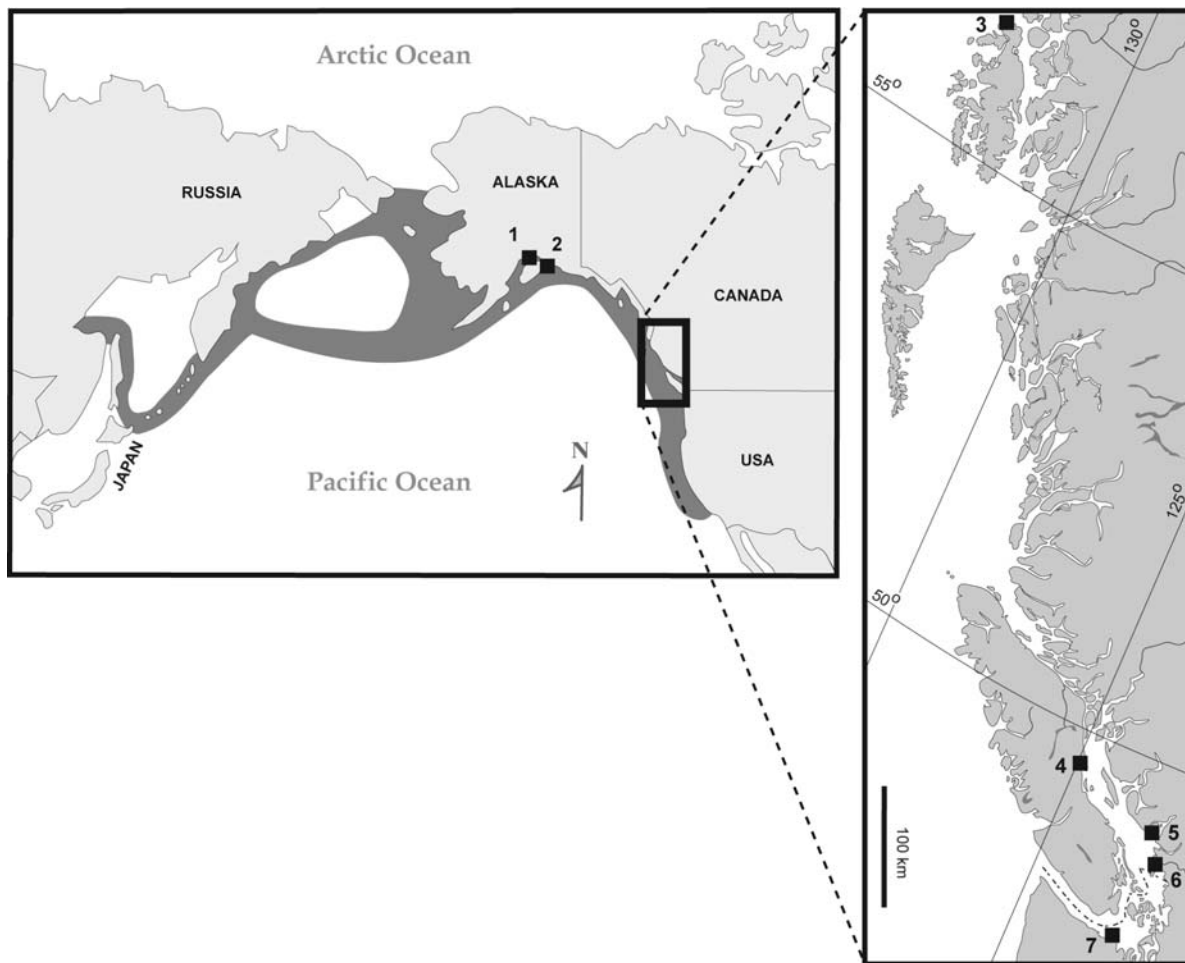 Arctic Ocean
RUSSIA
ALASKA
1
2
CANADA
JAPAN
N
USA
Pacific Ocean
3
130°
55°
125°
50°
4
5
100 km
6
7